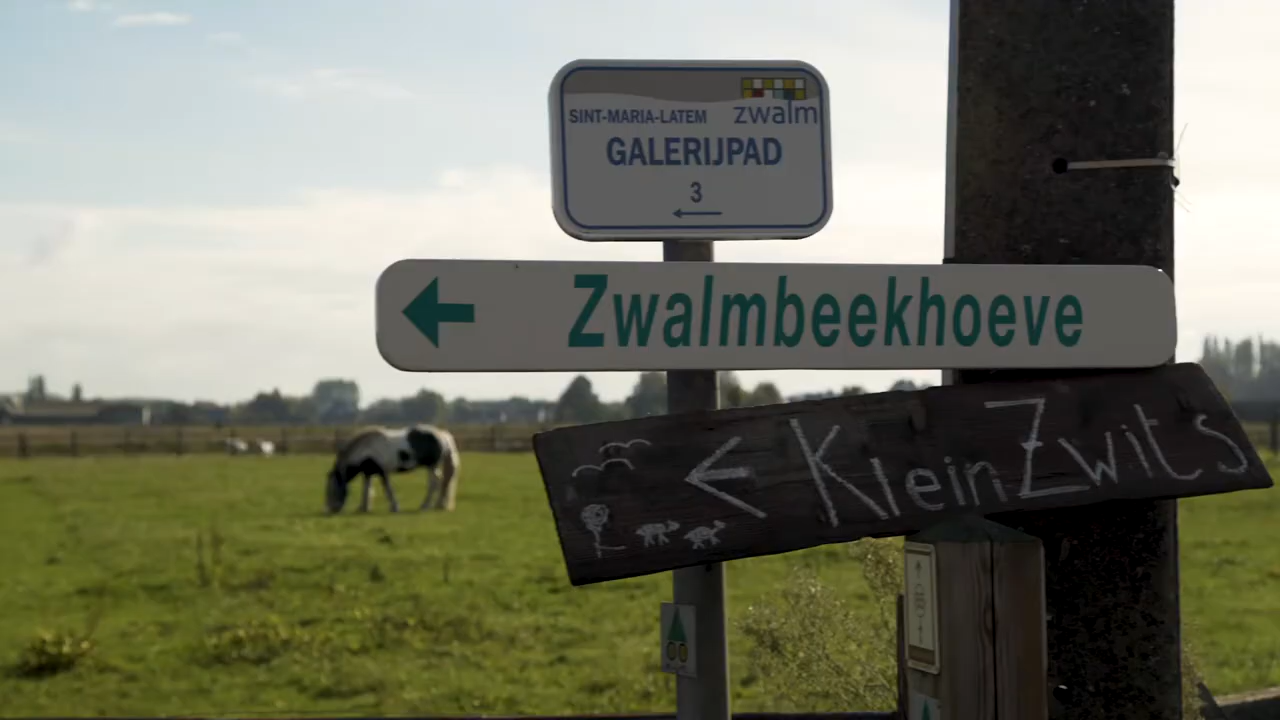 SINT-MARIA-LATEM zwalm
GALERIJPAD
3
Zwalmbeekhoeve
< KleinZwits